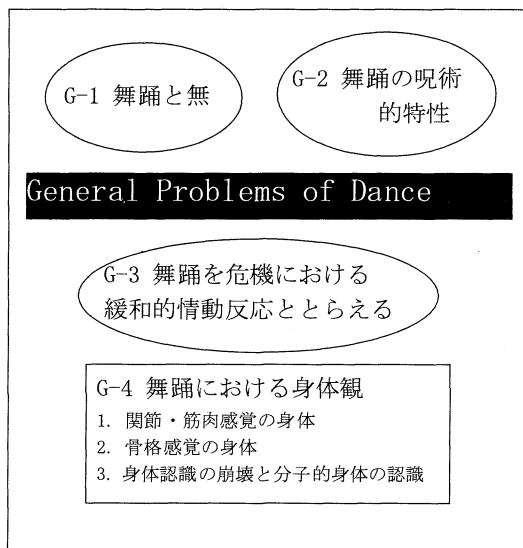 G-1 舞踊と無
G-2 舞踊の呪術
的特性
General Problems of Dance
G-3 舞踊を危機における
緩和的情動反応ととらえる
G-4 舞踊における身体観
1. 関節・筋肉感覚の身体
2. 骨格感覚の身体
3. 身体認識の崩壊と分子的身体の認識